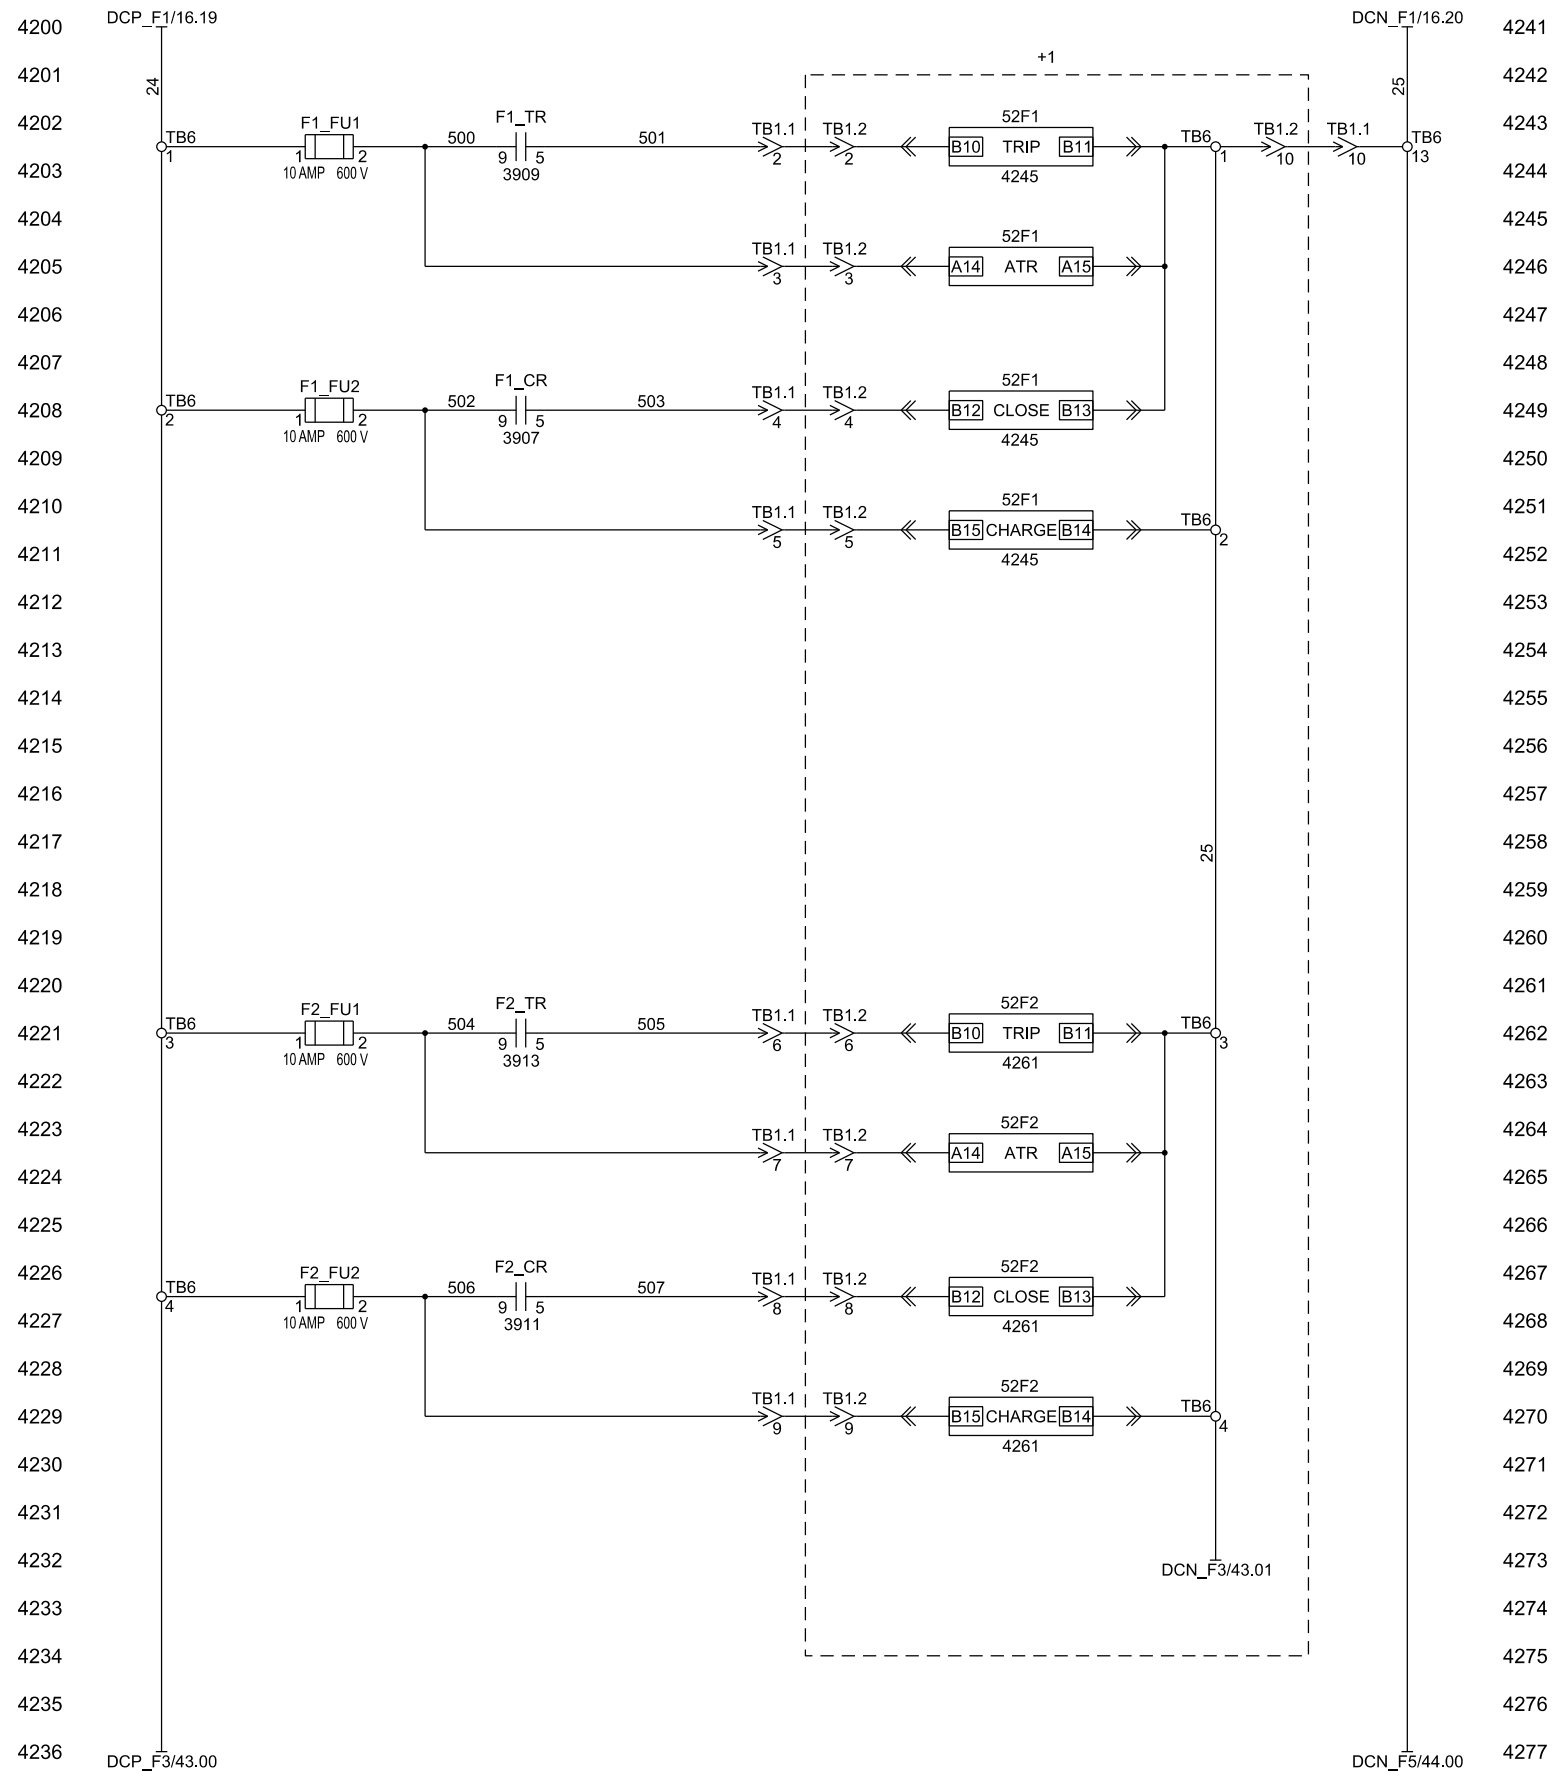 DCP_F1/16.19 DCN_F1/16.20
4200 4241
+1
4201 24 25 4242
4202 F1_FU1 F1_TR 52F1 4243
TB6 500 501 TB1.1 TB1.2 TB6 TB1.2 TB1.1 TB6
1 1 2 9 5 2 2 B10 TRIP B11 1 10 10 13
4203 10 AMP 600 V 3909 4245 4244
4204 4245
52F1
TB1.1 TB1.2
4205 3 3 A14 ATR A15 4246
4206 4247
4207 4248
F1_FU2 F1_CR 52F1
TB6 502 503 TB1.1 TB1.2
4208 2 1 2 9 5 4 4 B12 CLOSE B13 4249
10 AMP 600 V 3907 4245
4209 4250
4210 52F1 4251
TB1.1 TB1.2 TB6
5 5 B15 CHARGE B14 2
4211 4245 4252
4212 4253
4213 4254
4214 4255
4215 4256
4216 4257
4217 25 4258
4218 4259
4219 4260
4220 4261
F2_FU1 F2_TR 52F2
TB6 504 505 TB1.1 TB1.2 TB6
4221 3 1 2 9 5 6 6 B10 TRIP B11 3 4262
10 AMP 600 V 3913 4261
4222 4263
4223 52F2 4264
TB1.1 TB1.2
7 7 A14 ATR A15
4224 4265
4225 4266
4226 F2_FU2 F2_CR 52F2 4267
TB6 506 507 TB1.1 TB1.2
4 1 2 9 5 8 8 B12 CLOSE B13
4227 10 AMP 600 V 3911 4261 4268
4228 4269
52F2
TB1.1 TB1.2 TB6
4229 9 9 B15 CHARGE B14 4 4270
4261
4230 4271
4231 4272
4232 4273
DCN_F3/43.01
4233 4274
4234 4275
4235 4276
4236 4277
DCP_F3/43.00 DCN_F5/44.00